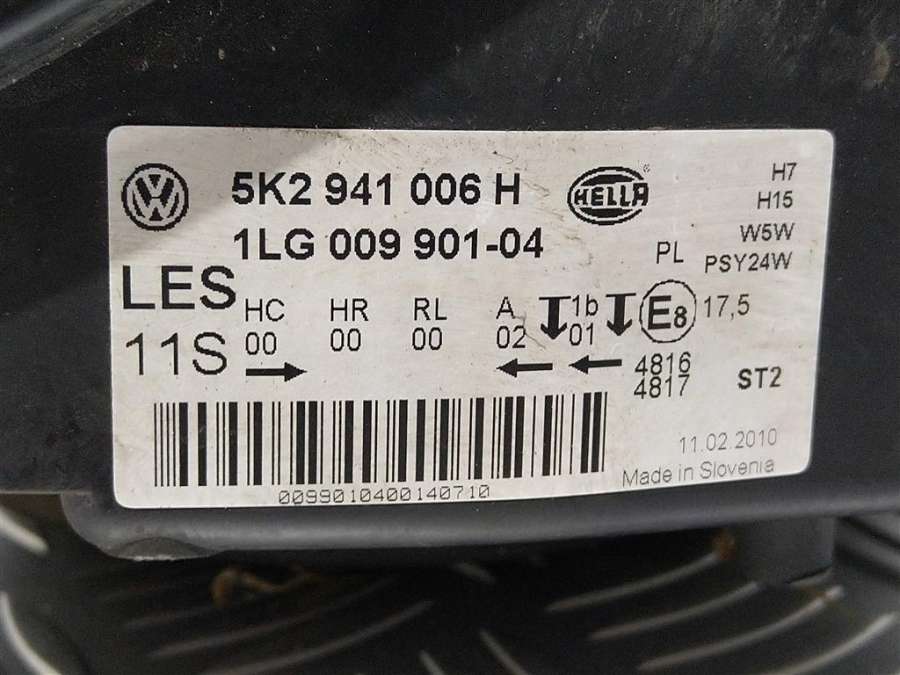 5K2 941 006 H
1LG 009 901-04
HELLA ®
H7
H15
W5W
PSY24W
PL
LES
11S
HC HR RL A 1b
00 00 00 02 01
E8 17,5
4816
4817
ST2
11.02.2010
Made in Slovenia
0099010400140710